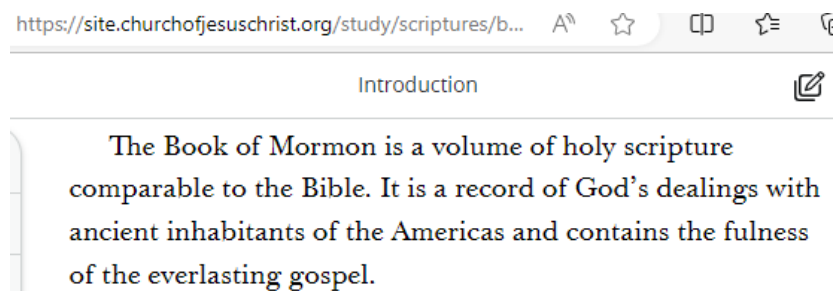 https://site.churchofjesuschrist.org/study/scriptures/b...
Introduction
The Book of Mormon is a volume of holy scripture
comparable to the Bible. It is a record of God’s dealings with
ancient inhabitants of the Americas and contains the fulness
of the everlasting gospel.